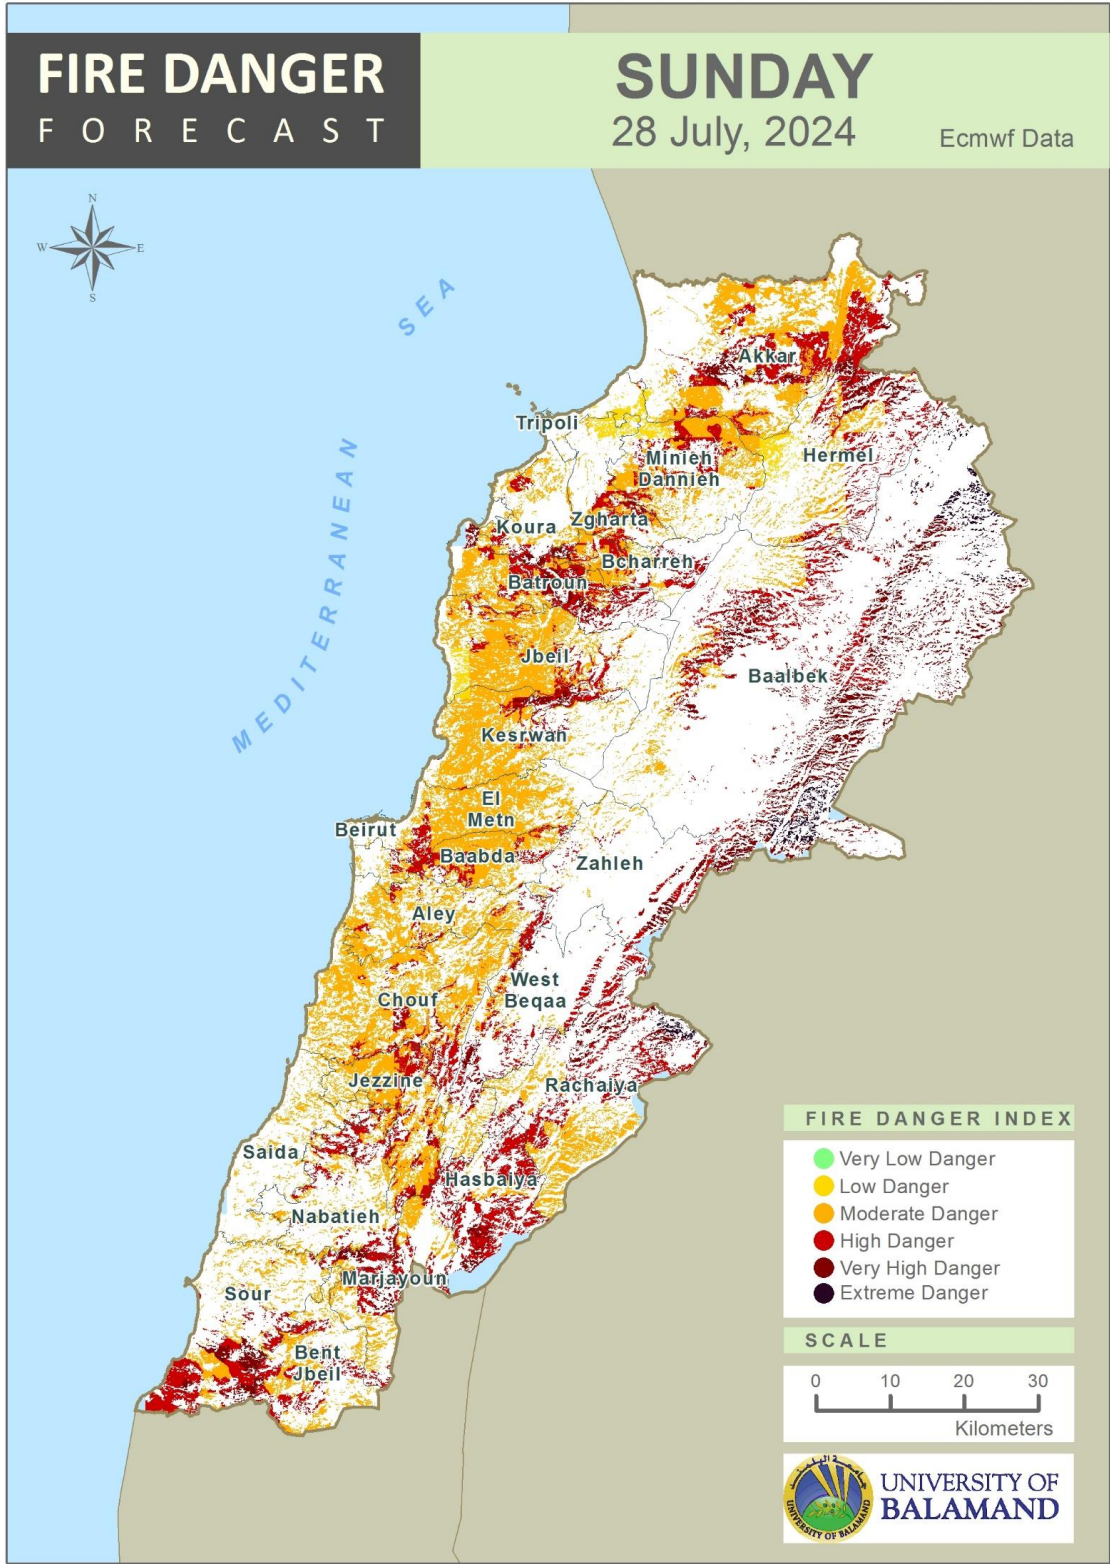 FIRE DANGER
FORECAST
SUNDAY
28 July, 2024
Ecmwf Data
N
W
E
S
MEDITERRANEAN SEA
Akkar
Tripoli
Minieh
Dannieh
Hermel
Koura
Zgharta
Bcharreh
Batroun
Jbeil
Baalbek
Kesrwan
El
Metn
Beirut
Baabda
Zahleh
Aley
West
Beqaa
Chouf
Jezzine
Rachaiya
Saida
Hasbaiya
Nabatieh
Marjayoun
Sour
Bent
Jbeil
FIRE DANGER INDEX
Very Low Danger
Low Danger
Moderate Danger
High Danger
Very High Danger
Extreme Danger
SCALE
0 10 20 30
Kilometers
UNIVERSITY OF BALAMAND
UNIVERSITY OF
BALAMAND